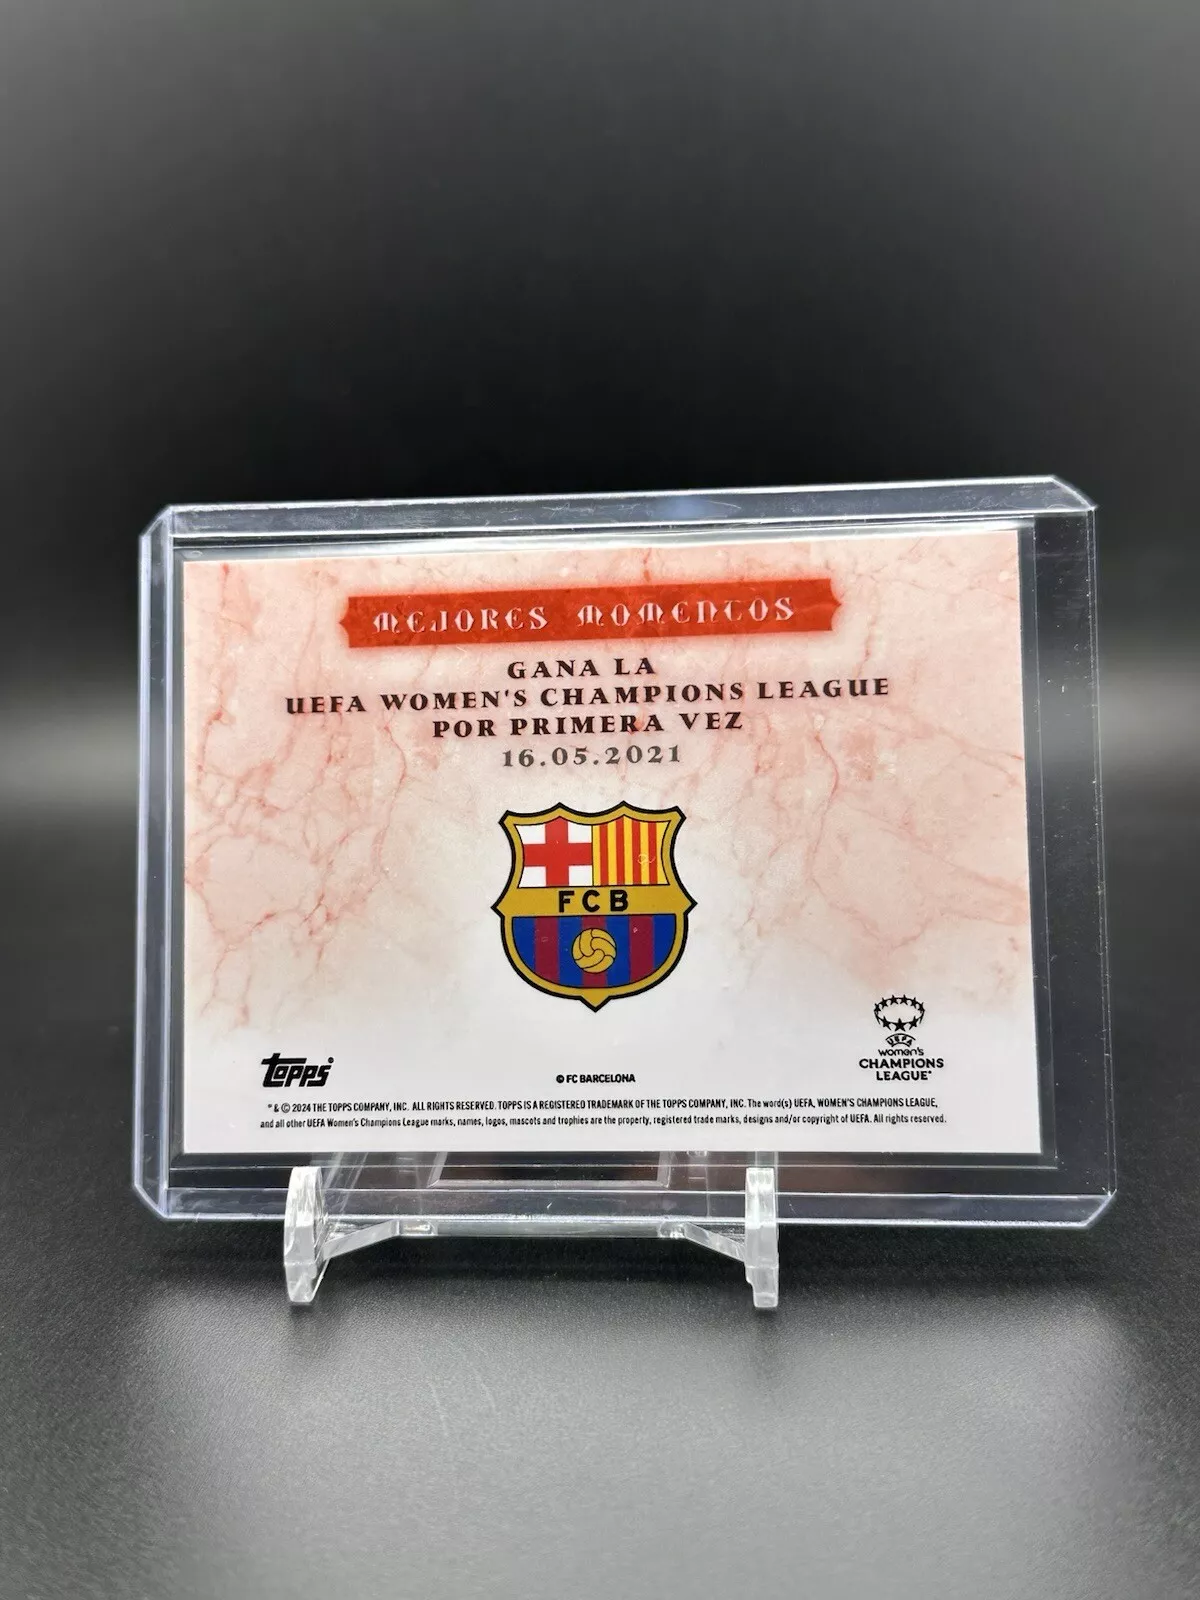 MEJORES MOMENTOS
GANA LA
UEFA WOMEN'S CHAMPIONS LEAGUE
POR PRIMERA VEZ
16.05.2021
FCB
topps
© FC BARCELONA
UEFA
women's
CHAMPIONS
LEAGUE
* & © 2024 THE TOPPS COMPANY, INC. ALL RIGHTS RESERVED. TOPPS IS A REGISTERED TRADEMARK OF THE TOPPS COMPANY, INC. The word(s) UEFA, WOMEN'S CHAMPIONS LEAGUE,
and all other UEFA Women's Champions League marks, names, logos, mascots and trophies are the property, registered trade marks, designs and/or copyright of UEFA. All rights reserved.